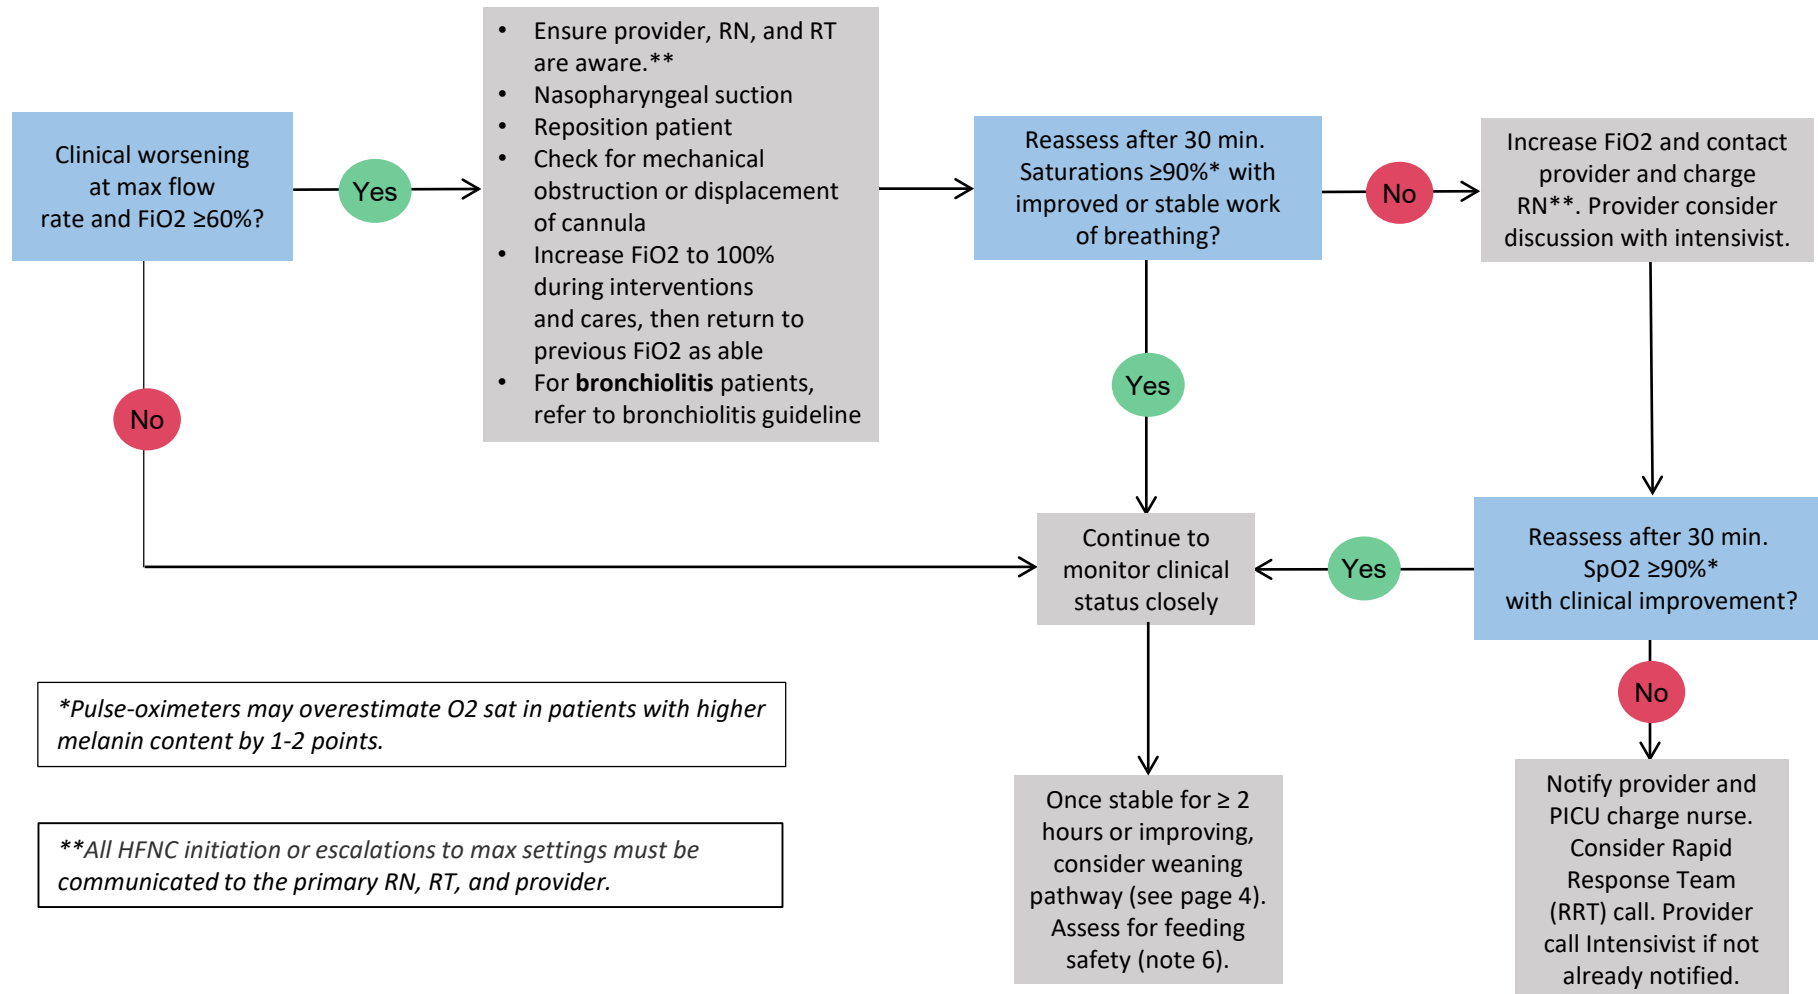 Clinical worsening
at max flow
rate and FiO2 ≥60%?
Yes
• Ensure provider, RN, and RT
are aware.**
• Nasopharyngeal suction
• Reposition patient
• Check for mechanical
obstruction or displacement
of cannula
• Increase FiO2 to 100%
during interventions
and cares, then return to
previous FiO2 as able
• For bronchiolitis patients,
refer to bronchiolitis guideline
Reassess after 30 min.
Saturations ≥90%* with
improved or stable work
of breathing?
No
Increase FiO2 and contact
provider and charge
RN**. Provider consider
discussion with intensivist.
No
Yes
Continue to
monitor clinical
status closely
Yes
Reassess after 30 min.
SpO2 ≥90%*
with clinical improvement?
No
*Pulse-oximeters may overestimate O2 sat in patients with higher
melanin content by 1-2 points.
**All HFNC initiation or escalations to max settings must be
communicated to the primary RN, RT, and provider.
Once stable for ≥ 2
hours or improving,
consider weaning
pathway (see page 4).
Assess for feeding
safety (note 6).
Notify provider and
PICU charge nurse.
Consider Rapid
Response Team
(RRT) call. Provider
call Intensivist if not
already notified.